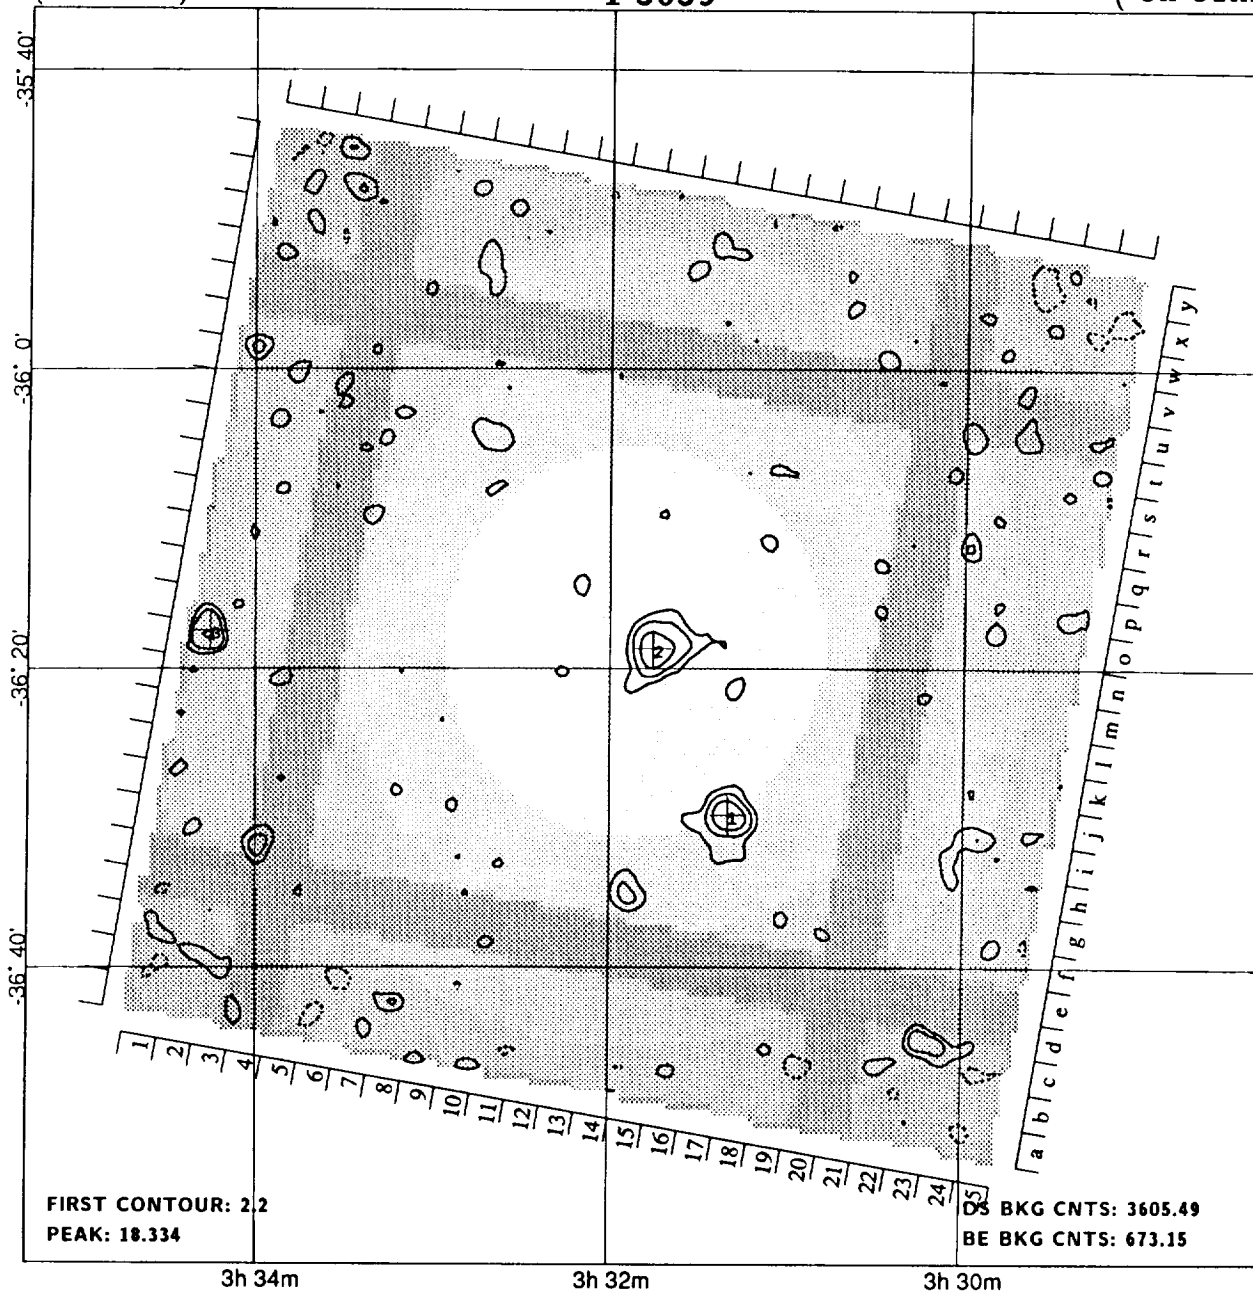 -35° 40'
-36° 0'
-36° 20'
-36° 40'
2
1
y
x
w
v
u
t
s
r
q
p
o
n
m
l
k
j
i
h
g
f
e
d
c
b
a
1 2 3 4 5 6 7 8 9 10 11 12 13 14 15 16 17 18 19 20 21 22 23 24 25
FIRST CONTOUR: 2.2
PEAK: 18.334
DS BKG CNTS: 3605.49
BE BKG CNTS: 673.15
3h 34m 3h 32m 3h 30m